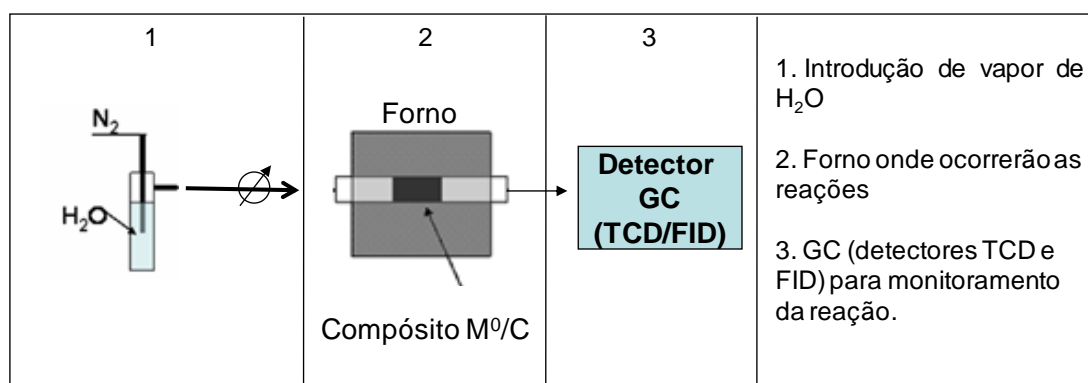 1
N₂
H₂O
2
Forno
Compósito M⁰/C
3
Detector
GC
(TCD/FID)
1. Introdução de vapor de
H₂O
2. Forno onde ocorrerão as
reações
3. GC (detectores TCD e
FID) para monitoramento
da reação.